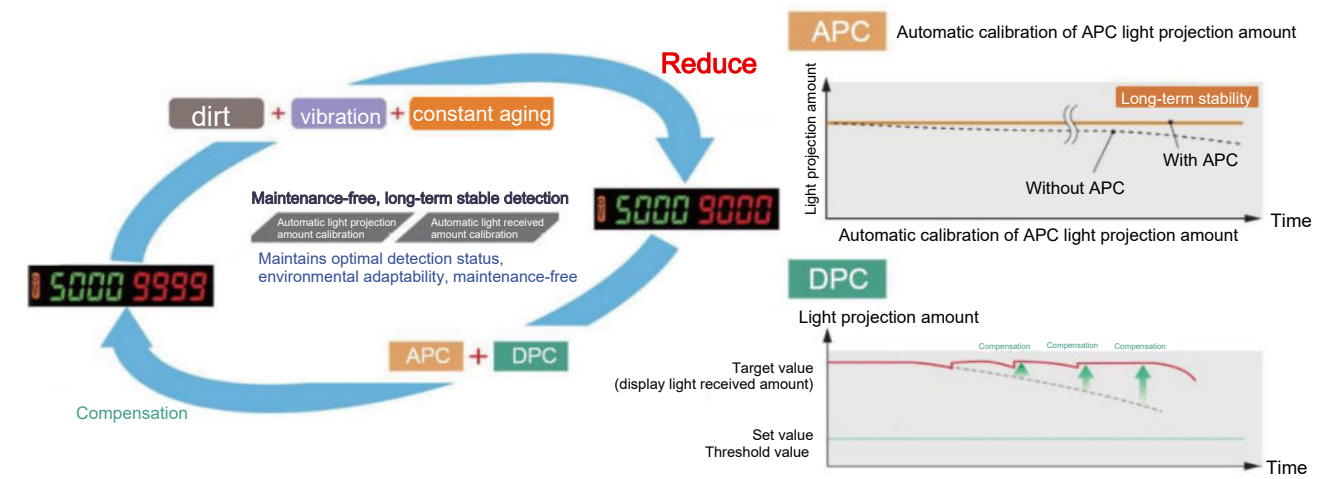 Reduce
dirt + vibration + constant aging
Maintenance-free, long-term stable detection
Automatic light projection
amount calibration
Automatic light received
amount calibration
Maintains optimal detection status,
environmental adaptability, maintenance-free
5000 9000
5000 9999
APC + DPC
Compensation
APC
Automatic calibration of APC light projection amount
Light projection amount
Long-term stability
With APC
Without APC
Time
Automatic calibration of APC light projection amount
DPC
Light projection amount
Compensation
Compensation
Compensation
Target value
(display light received amount)
Set value
Threshold value
Time